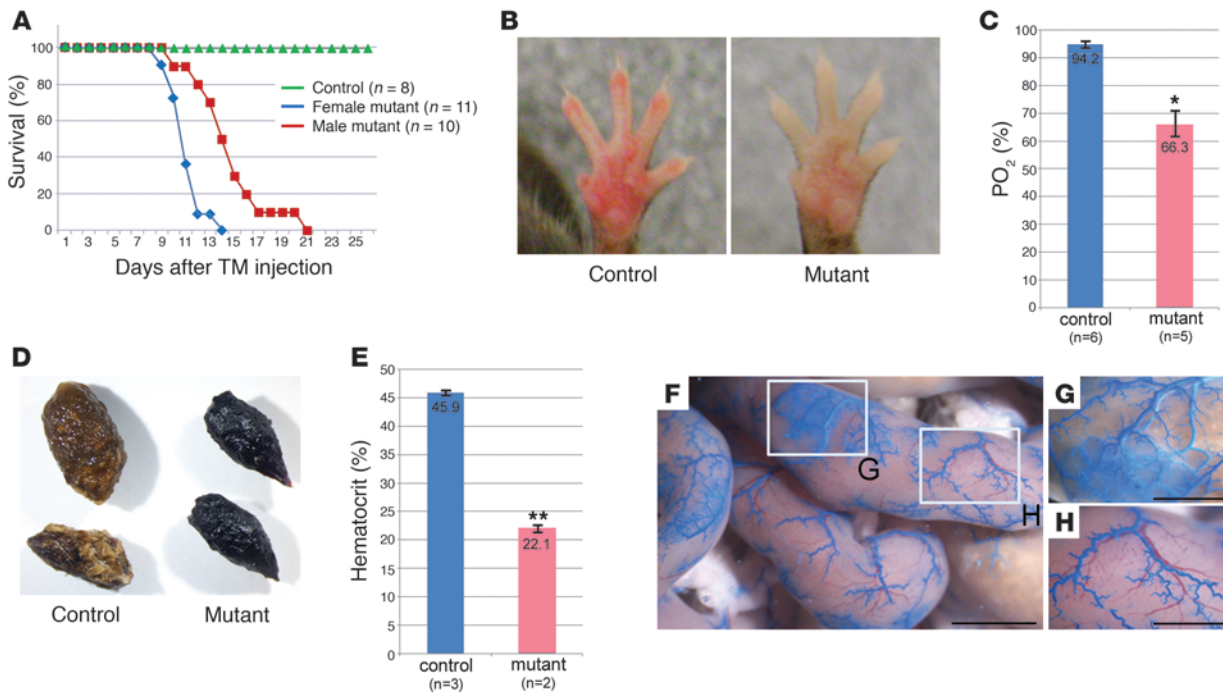 A
Survival (%)
100
80
60
40
20
0
1 3 5 7 9 11 13 15 17 19 21 23 25
Days after TM injection
Control (n = 8)
Female mutant (n = 11)
Male mutant (n = 10)
B
Control
Mutant
C
PO2 (%)
100
90
80
70
60
50
40
30
20
10
0
94.2
*
66.3
control
(n=6)
mutant
(n=5)
D
Control
Mutant
E
Hematocrit (%)
50
45
40
35
30
25
20
15
10
5
0
45.9
**
22.1
control
(n=3)
mutant
(n=2)
F
G
H
G
H